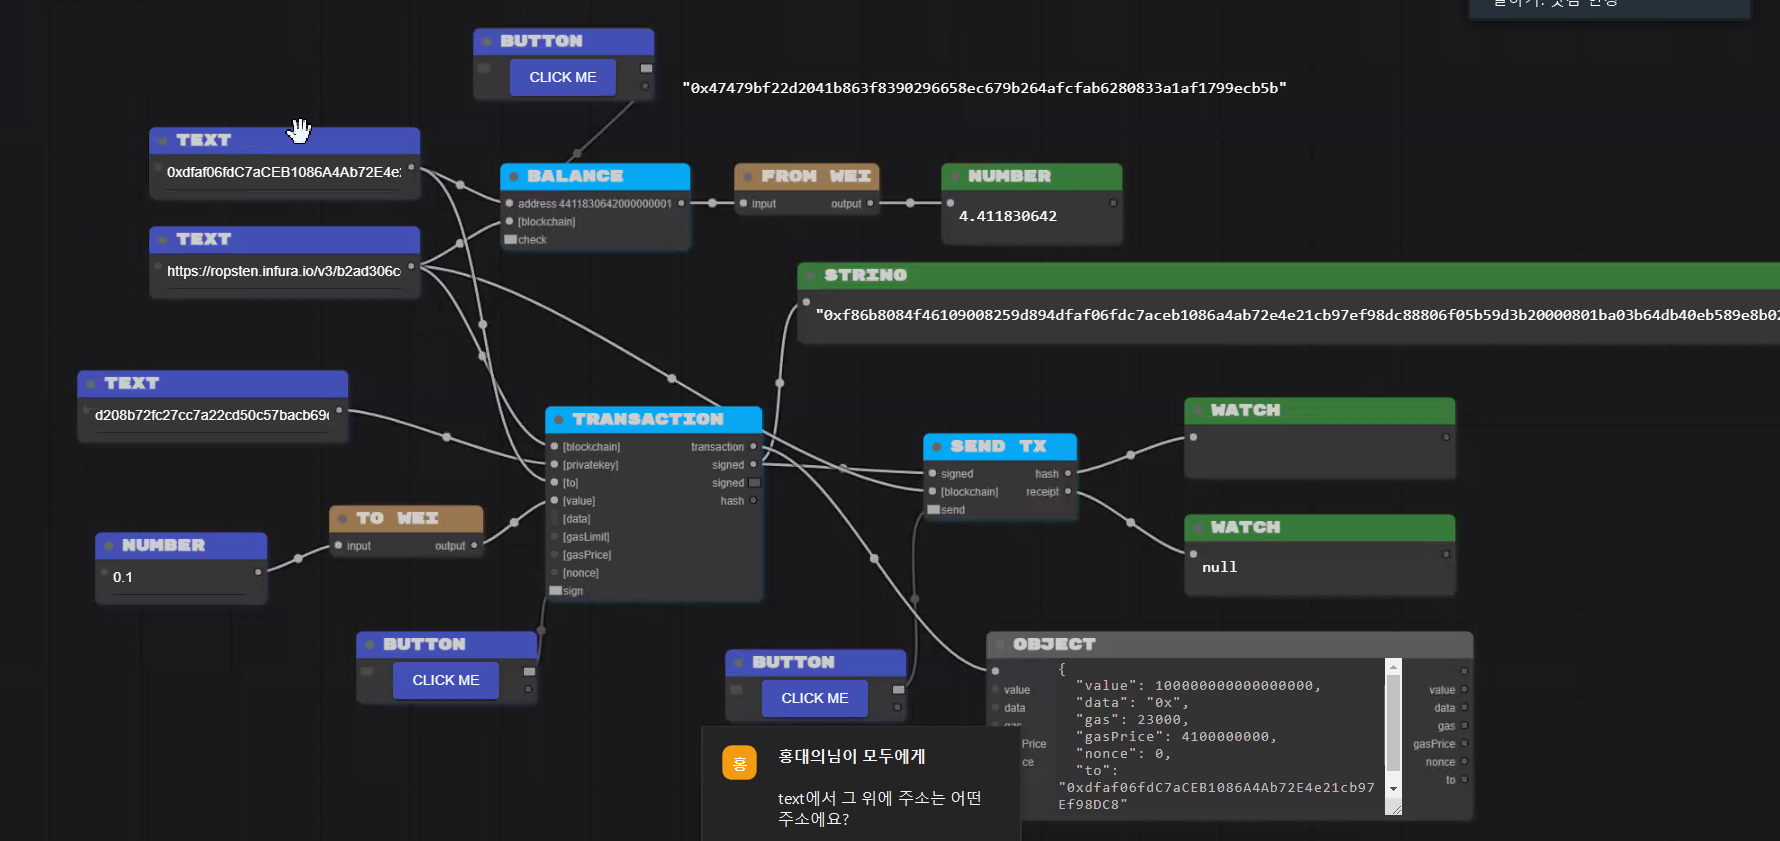 BUTTON
CLICK ME
"0x47479bf22d2041b863f8390296658ec679b264afcfab6280833a1af1799ecb5b"
TEXT
0xdfaf06fdC7aCEB1086A4Ab72E4e
BALANCE
address 4411830642000000001
[blockchain]
check
FROM WEI
input output
NUMBER
4.411830642
TEXT
https://ropsten.infura.io/v3/b2ad306c
STRING
"0xf86b8084f46109008259d894dfaf06fdc7aceb1086a4ab72e4e21cb97ef98dc88806f05b59d3b20000801ba03b64db40eb589e8b02
TEXT
d208b72fc27cc7a22cd50c57bacb69
TRANSACTION
[blockchain] transaction
[privatekey] signed
[to] signed
[value] hash
[data]
[gasLimit]
[gasPrice]
[nonce]
sign
SEND TX
signed hash
[blockchain] receipt
send
WATCH
WATCH
null
TO WEI
input output
NUMBER
0.1
BUTTON
CLICK ME
BUTTON
CLICK ME
OBJECT
{
"value": 100000000000000000,
"data": "0x",
"gas": 23000,
"gasPrice": 4100000000,
"nonce": 0,
"to":
"0xdfaf06fdC7aCEB1086A4Ab72E4e21cb97
Ef98DC8"
value
data
gas
Price
ce
value
data
gas
gasPrice
nonce
to
홍
홍대의님이 모두에게
text에서 그 위에 주소는 어떤
주소에요?